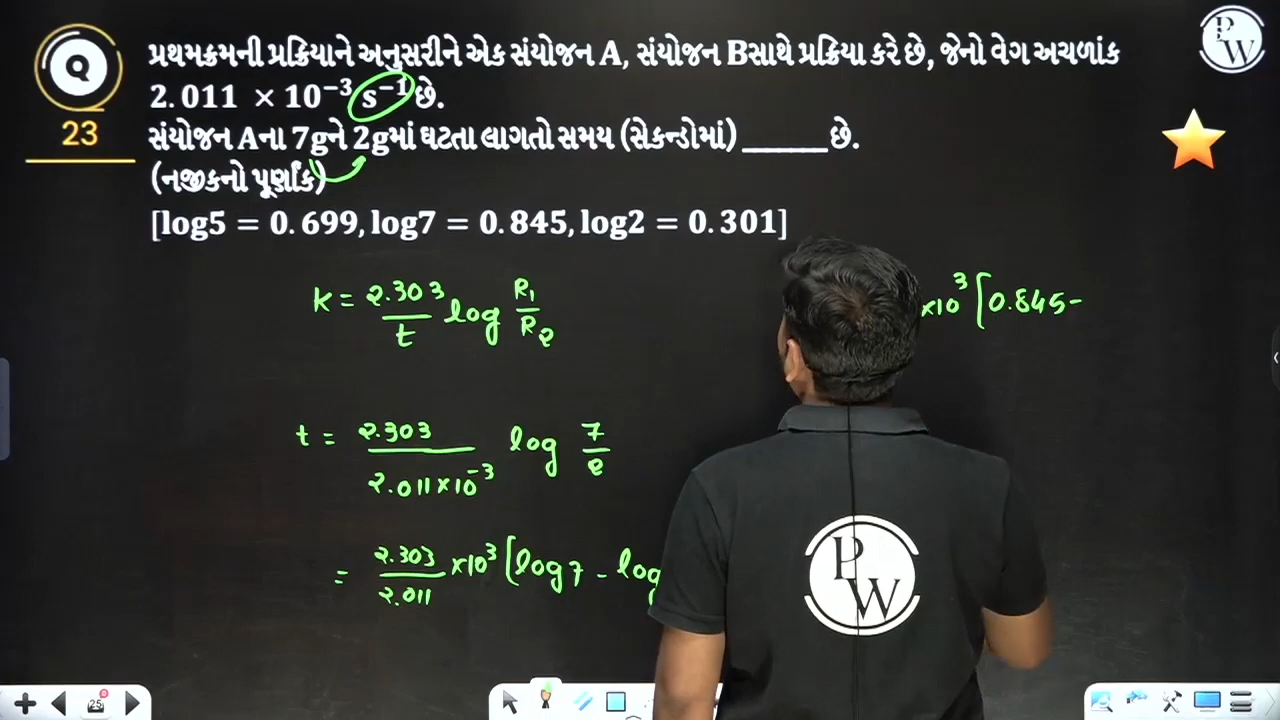 Q
23
પ્રથમક્રમની પ્રક્રિયાને અનુસરીને એક સંયોજન A, સંયોજન Bસાથે પ્રક્રિયા કરે છે, જેનો વેગ અચળાંક
2.011 × 10⁻³ s⁻¹ છે.
સંયોજન Aના 7gને 2gમાં ઘટતા લાગતો સમય (સેકન્ડોમાં) ______ છે.
(નજીકનો પૂર્ણાંક)
[log5 = 0.699, log7 = 0.845, log2 = 0.301]
K = 2.303/t log R₁/R₂
×10³ [0.845-
t = 2.303/2.011×10⁻³ log 7/2
= 2.303/2.011 ×10³ [log7 - log
PW
PW
25